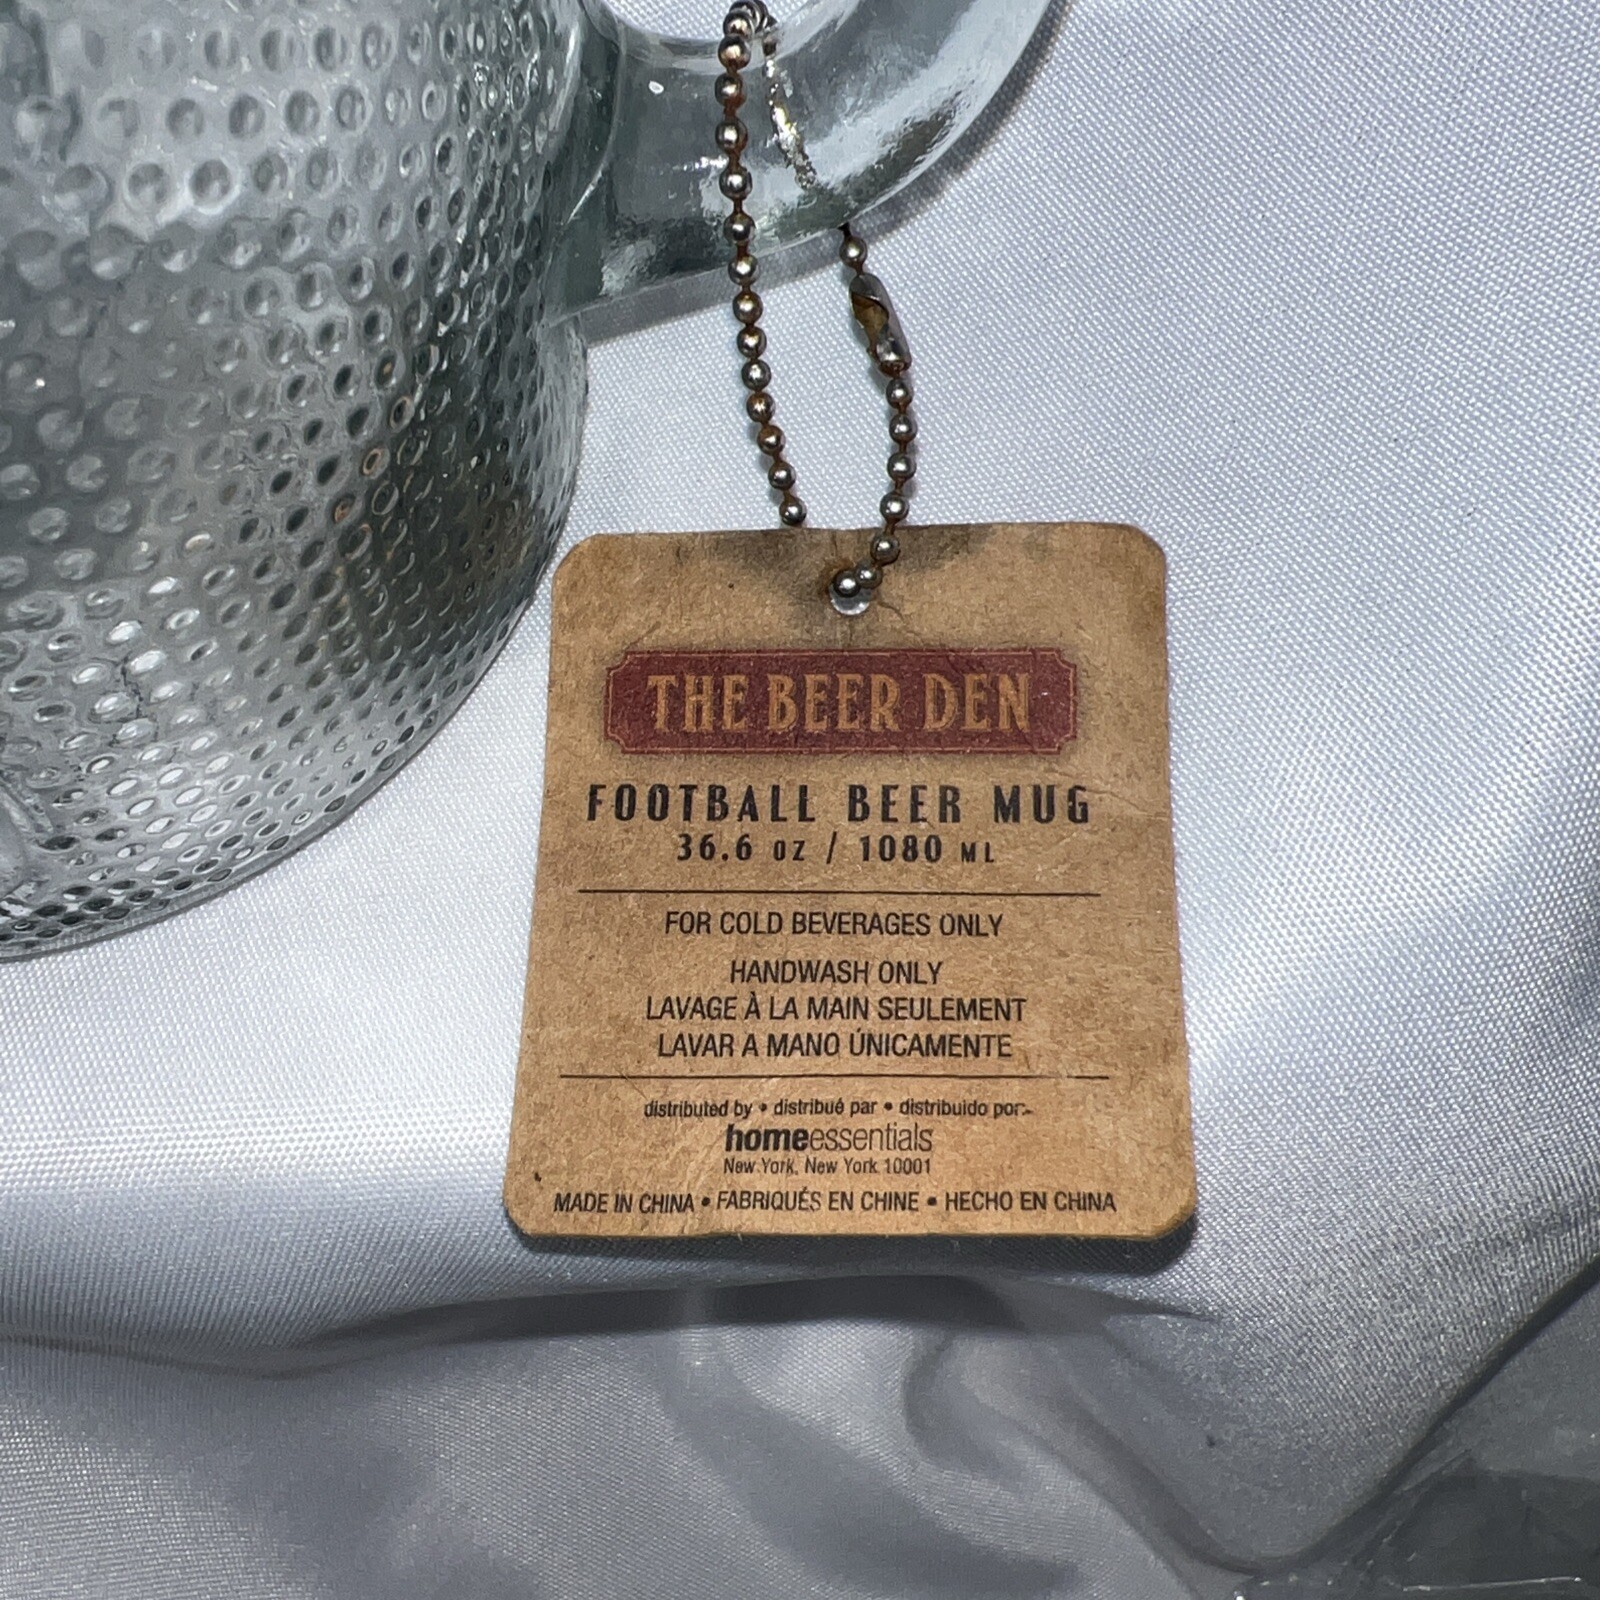 THE BEER DEN
FOOTBALL BEER MUG
36.6 OZ / 1080 ML
FOR COLD BEVERAGES ONLY
HANDWASH ONLY
LAVAGE À LA MAIN SEULEMENT
LAVAR A MANO ÚNICAMENTE
distributed by • distribué par • distribuido por:
homeessentials
New York, New York 10001
MADE IN CHINA • FABRIQUÉS EN CHINE • HECHO EN CHINA